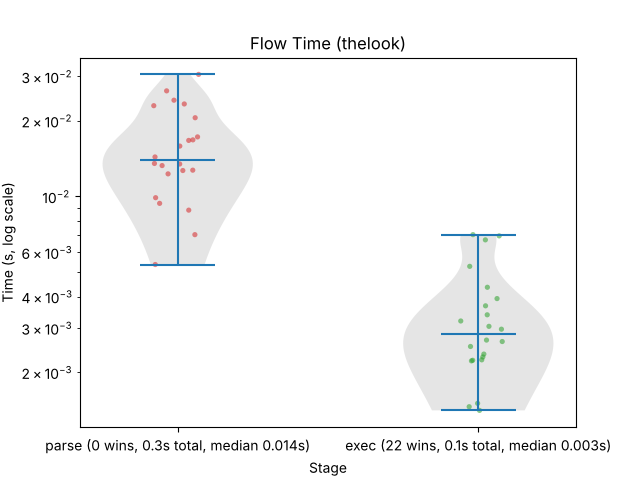 Flow Time (thelook)
Time (s, log scale)
3 × 10⁻²
2 × 10⁻²
10⁻²
6 × 10⁻³
4 × 10⁻³
3 × 10⁻³
2 × 10⁻³
parse (0 wins, 0.3s total, median 0.014s)
exec (22 wins, 0.1s total, median 0.003s)
Stage